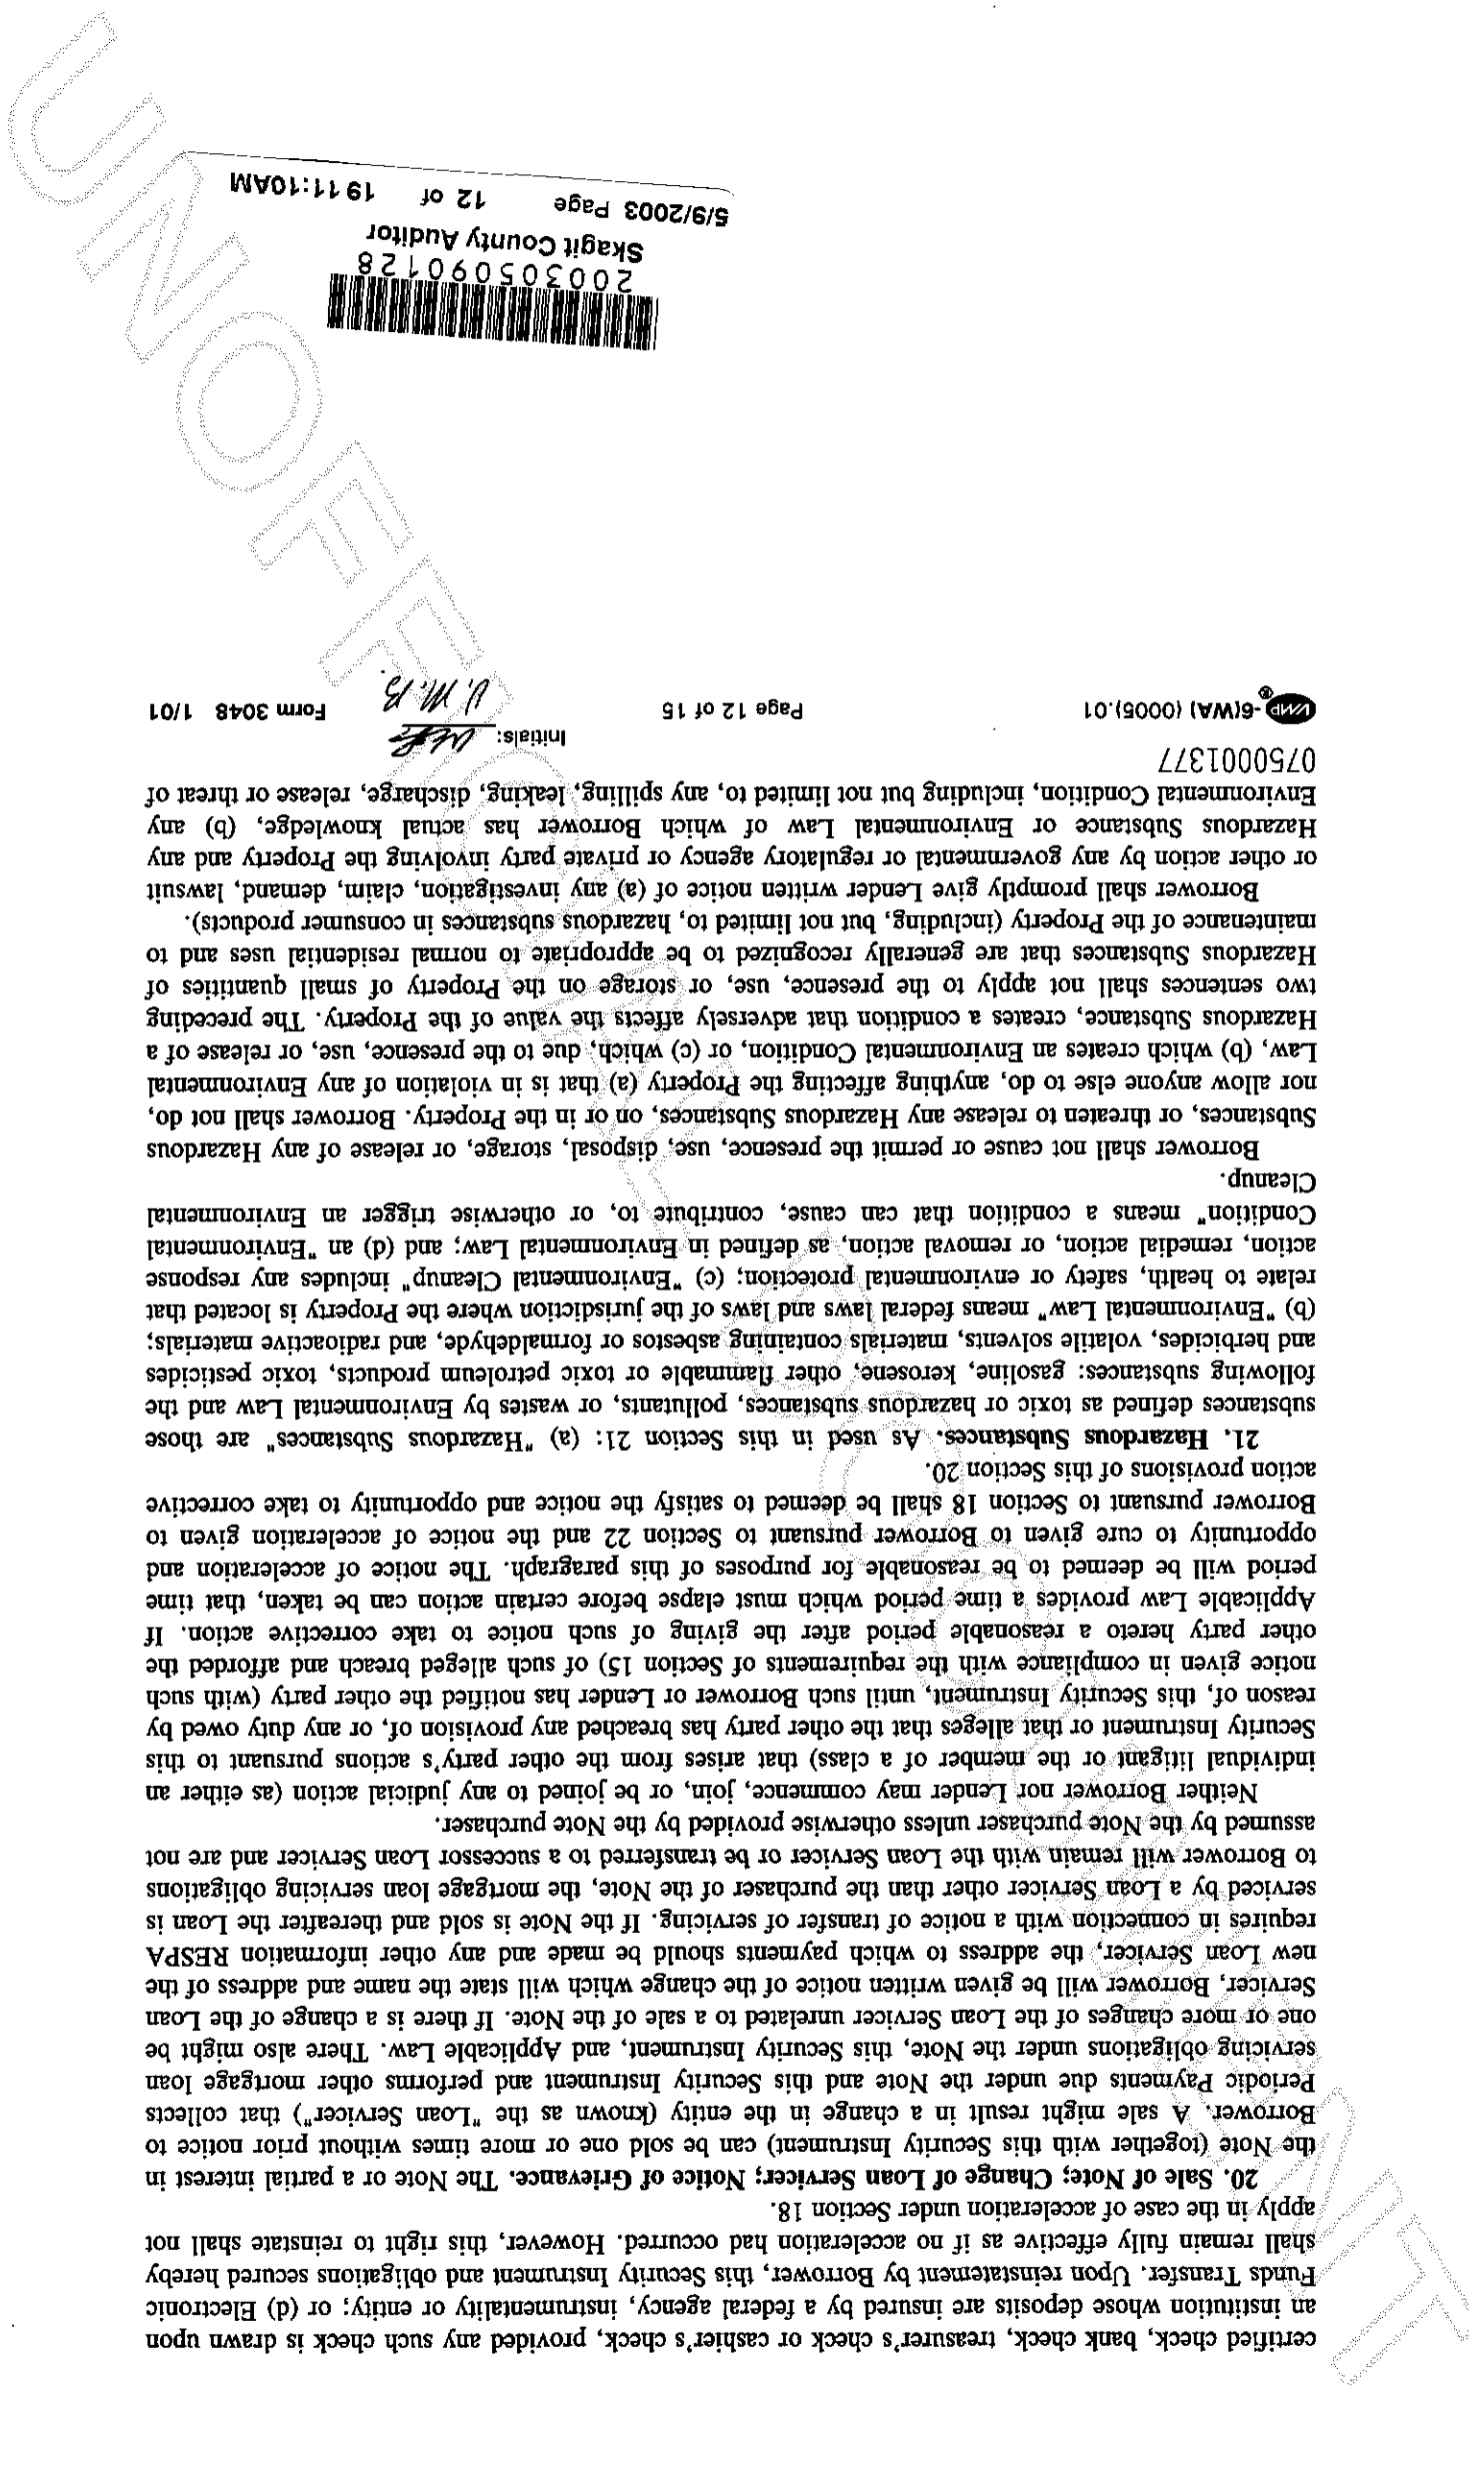 certified check, bank check, treasurer's check or cashier's check, provided any such check is drawn upon
an institution whose deposits are insured by a federal agency, instrumentality or entity; or (d) Electronic
Funds Transfer. Upon reinstatement by Borrower, this Security Instrument and obligations secured hereby
shall remain fully effective as if no acceleration had occurred. However, this right to reinstate shall not
apply in the case of acceleration under Section 18.
20. Sale of Note; Change of Loan Servicer; Notice of Grievance. The Note or a partial interest in
the Note (together with this Security Instrument) can be sold one or more times without prior notice to
Borrower. A sale might result in a change in the entity (known as the "Loan Servicer") that collects
Periodic Payments due under the Note and this Security Instrument and performs other mortgage loan
servicing obligations under the Note, this Security Instrument, and Applicable Law. There also might be
one or more changes of the Loan Servicer unrelated to a sale of the Note. If there is a change of the Loan
Servicer, Borrower will be given written notice of the change which will state the name and address of the
new Loan Servicer, the address to which payments should be made and any other information RESPA
requires in connection with a notice of transfer of servicing. If the Note is sold and thereafter the Loan is
serviced by a Loan Servicer other than the purchaser of the Note, the mortgage loan servicing obligations
to Borrower will remain with the Loan Servicer or be transferred to a successor Loan Servicer and are not
assumed by the Note purchaser unless otherwise provided by the Note purchaser.
Neither Borrower nor Lender may commence, join, or be joined to any judicial action (as either an
individual litigant or the member of a class) that arises from the other party's actions pursuant to this
Security Instrument or that alleges that the other party has breached any provision of, or any duty owed by
reason of, this Security Instrument, until such Borrower or Lender has notified the other party (with such
notice given in compliance with the requirements of Section 15) of such alleged breach and afforded the
other party hereto a reasonable period after the giving of such notice to take corrective action. If
Applicable Law provides a time period which must elapse before certain action can be taken, that time
period will be deemed to be reasonable for purposes of this paragraph. The notice of acceleration and
opportunity to cure given to Borrower pursuant to Section 22 and the notice of acceleration given to
Borrower pursuant to Section 18 shall be deemed to satisfy the notice and opportunity to take corrective
action provisions of this Section 20.
21. Hazardous Substances. As used in this Section 21: (a) "Hazardous Substances" are those
substances defined as toxic or hazardous substances, pollutants, or wastes by Environmental Law and the
following substances: gasoline, kerosene, other flammable or toxic petroleum products, toxic pesticides
and herbicides, volatile solvents, materials containing asbestos or formaldehyde, and radioactive materials;
(b) "Environmental Law" means federal laws and laws of the jurisdiction where the Property is located that
relate to health, safety or environmental protection; (c) "Environmental Cleanup" includes any response
action, remedial action, or removal action, as defined in Environmental Law; and (d) an "Environmental
Condition" means a condition that can cause, contribute to, or otherwise trigger an Environmental
Cleanup.
Borrower shall not cause or permit the presence, use, disposal, storage, or release of any Hazardous
Substances, or threaten to release any Hazardous Substances, on or in the Property. Borrower shall not do,
nor allow anyone else to do, anything affecting the Property (a) that is in violation of any Environmental
Law, (b) which creates an Environmental Condition, or (c) which, due to the presence, use, or release of a
Hazardous Substance, creates a condition that adversely affects the value of the Property. The preceding
two sentences shall not apply to the presence, use, or storage on the Property of small quantities of
Hazardous Substances that are generally recognized to be appropriate to normal residential uses and to
maintenance of the Property (including, but not limited to, hazardous substances in consumer products).
Borrower shall promptly give Lender written notice of (a) any investigation, claim, demand, lawsuit
or other action by any governmental or regulatory agency or private party involving the Property and any
Hazardous Substance or Environmental Law of which Borrower has actual knowledge, (b) any
Environmental Condition, including but not limited to, any spilling, leaking, discharge, release or threat of
0750001377
Initials:
VMP® -6(WA) (0005).01 Page 12 of 15 V.M.B. Form 3048 1/01
200305090128
Skagit County Auditor
5/9/2003 Page 12 of 19 11:10AM
UNOFFICIAL DOCUMENT